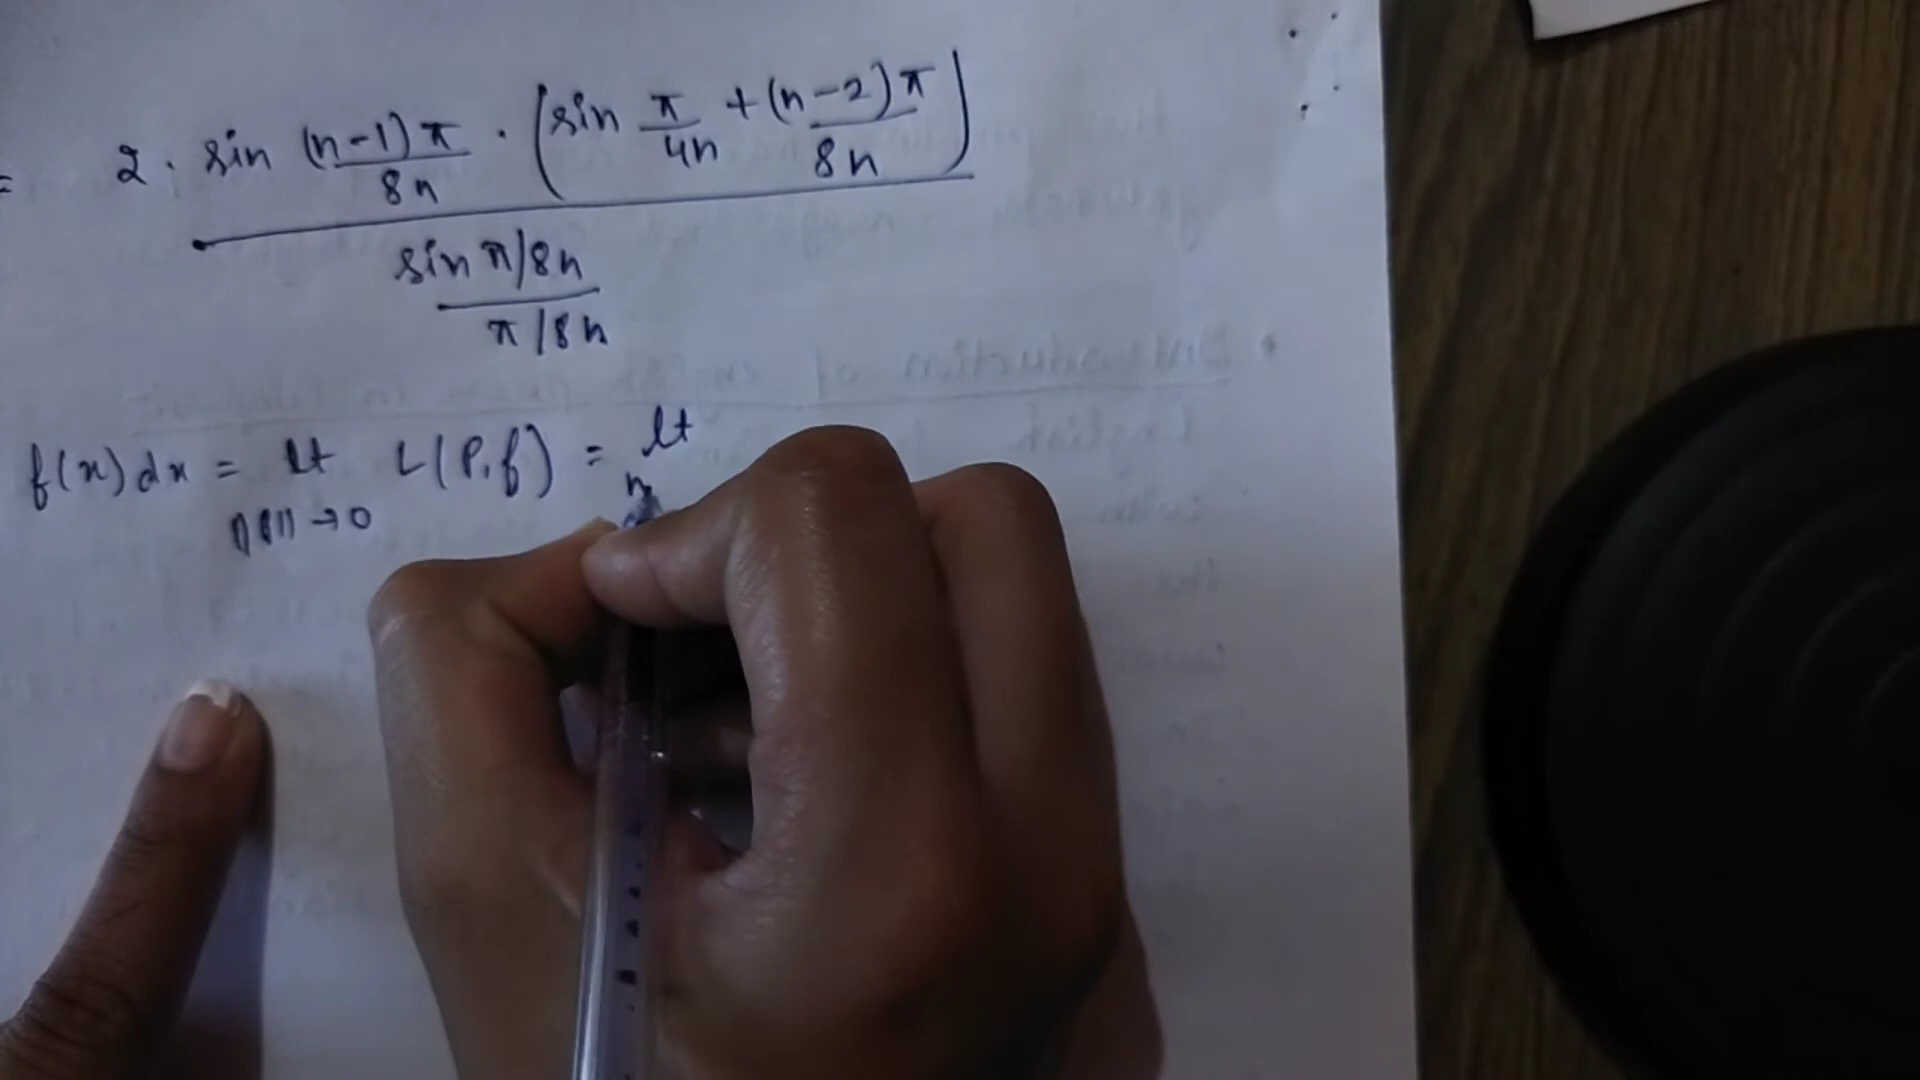 = 2 . sin (n-1)π/8n . (sin π/4n + (n-2)π/8n)
sin π/8n
π/8n
f(x)dx = lt L(P,f) = lt
→0 n